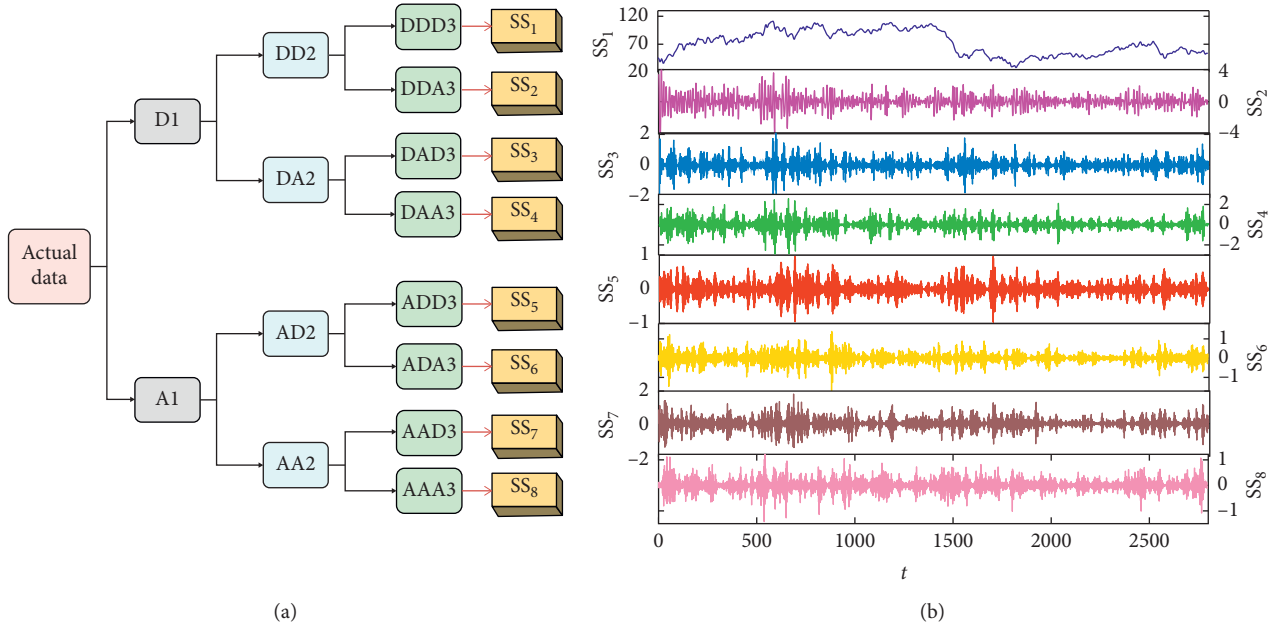 Actual
data
D1
A1
DD2
DA2
AD2
AA2
DDD3
DDA3
DAD3
DAA3
ADD3
ADA3
AAD3
AAA3
SS1
SS2
SS3
SS4
SS5
SS6
SS7
SS8
(a)
120
70
20
SS1
4
0
−4
SS2
2
0
−2
SS3
2
0
−2
SS4
1
0
−1
SS5
1
0
−1
SS6
2
0
−2
SS7
1
0
−1
SS8
0 500 1000 1500 2000 2500
t
(b)